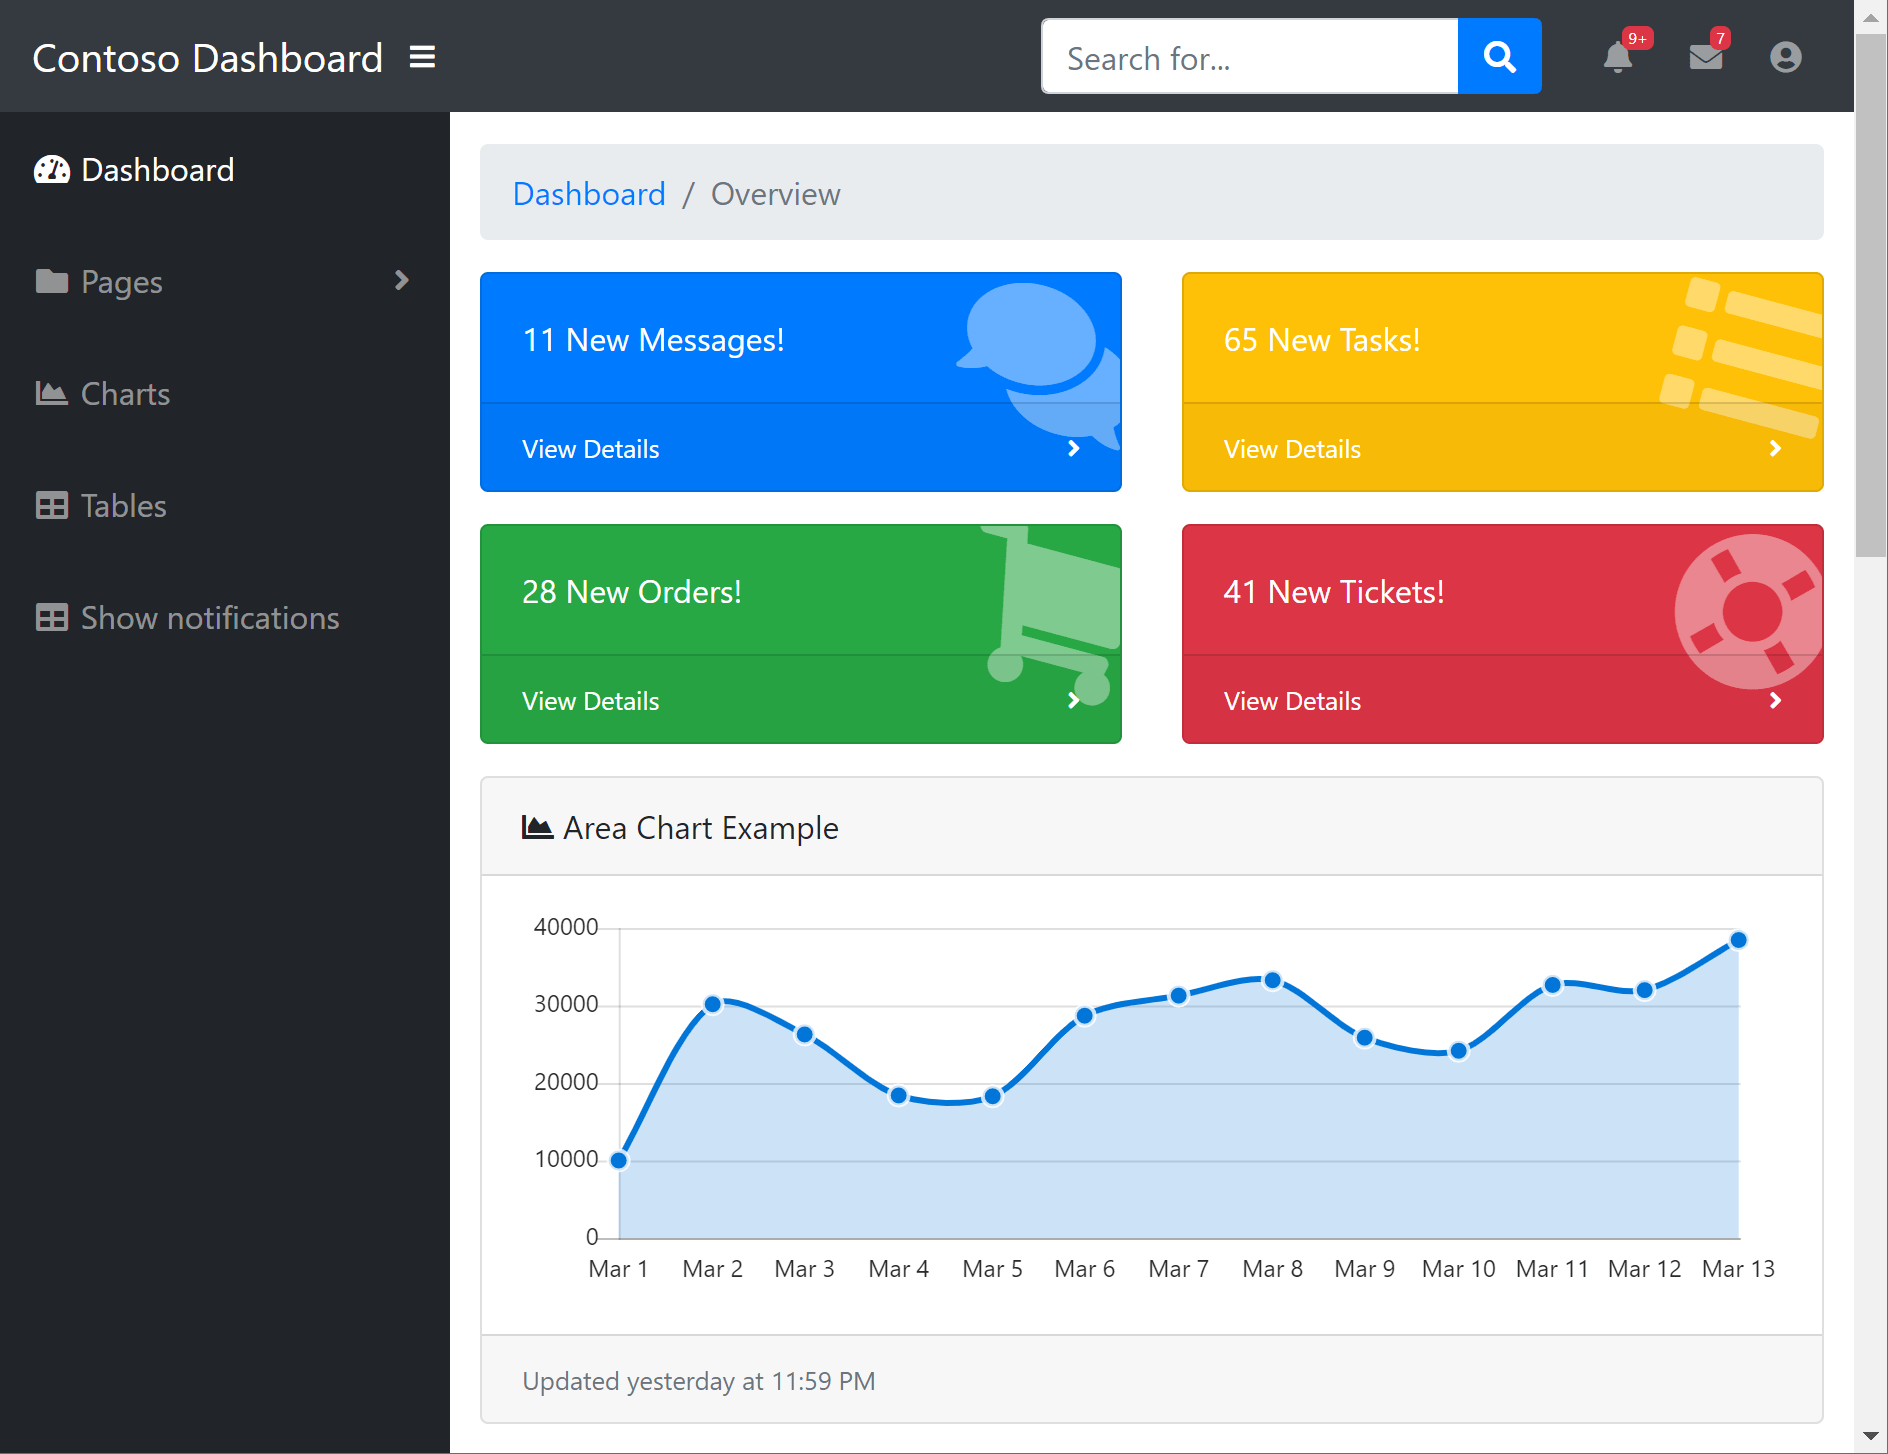 Contoso Dashboard
Search for...
9+
7
Dashboard
Pages
Charts
Tables
Show notifications
Dashboard / Overview
11 New Messages!
View Details
65 New Tasks!
View Details
28 New Orders!
View Details
41 New Tickets!
View Details
Area Chart Example
40000
30000
20000
10000
0
Mar 1 Mar 2 Mar 3 Mar 4 Mar 5 Mar 6 Mar 7 Mar 8 Mar 9 Mar 10 Mar 11 Mar 12 Mar 13
Updated yesterday at 11:59 PM